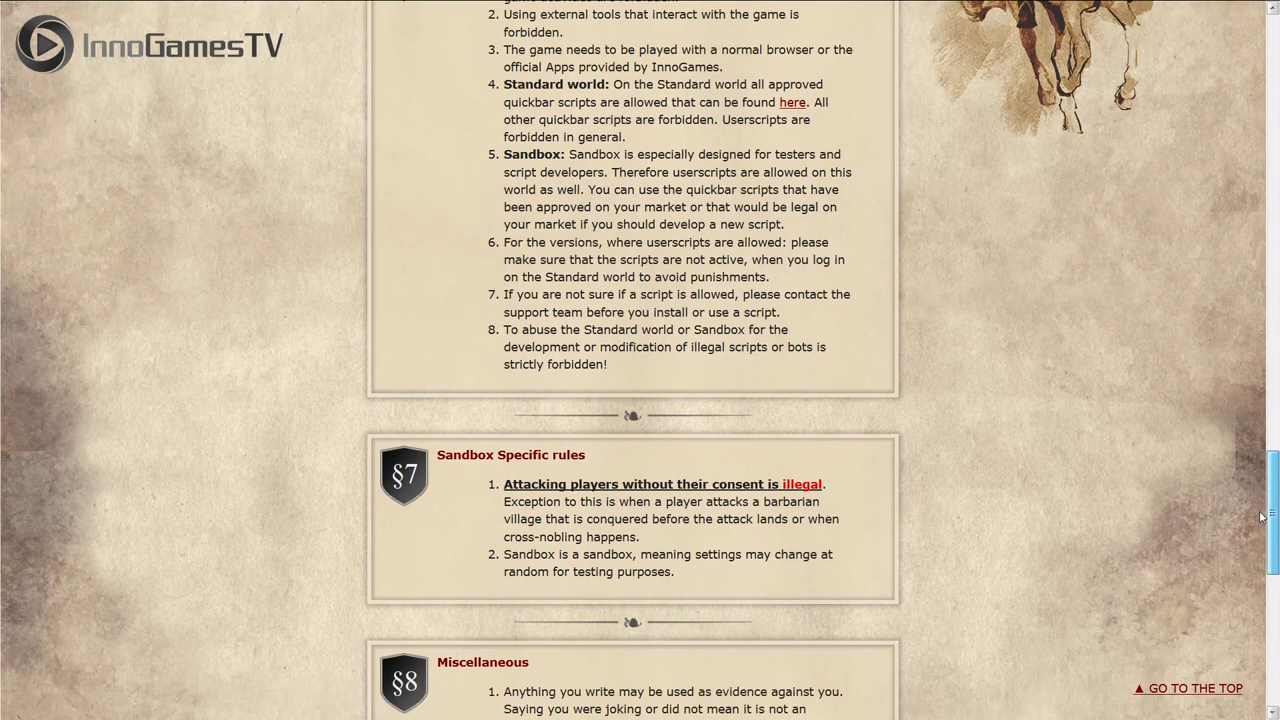 InnoGamesTV
2. Using external tools that interact with the game is
forbidden.
3. The game needs to be played with a normal browser or the
official Apps provided by InnoGames.
4. Standard world: On the Standard world all approved
quickbar scripts are allowed that can be found here. All
other quickbar scripts are forbidden. Userscripts are
forbidden in general.
5. Sandbox: Sandbox is especially designed for testers and
script developers. Therefore userscripts are allowed on this
world as well. You can use the quickbar scripts that have
been approved on your market or that would be legal on
your market if you should develop a new script.
6. For the versions, where userscripts are allowed: please
make sure that the scripts are not active, when you log in
on the Standard world to avoid punishments.
7. If you are not sure if a script is allowed, please contact the
support team before you install or use a script.
8. To abuse the Standard world or Sandbox for the
development or modification of illegal scripts or bots is
strictly forbidden!
§7
Sandbox Specific rules
1. Attacking players without their consent is illegal.
Exception to this is when a player attacks a barbarian
village that is conquered before the attack lands or when
cross-nobling happens.
2. Sandbox is a sandbox, meaning settings may change at
random for testing purposes.
§8
Miscellaneous
1. Anything you write may be used as evidence against you.
Saying you were joking or did not mean it is not an
▲ GO TO THE TOP